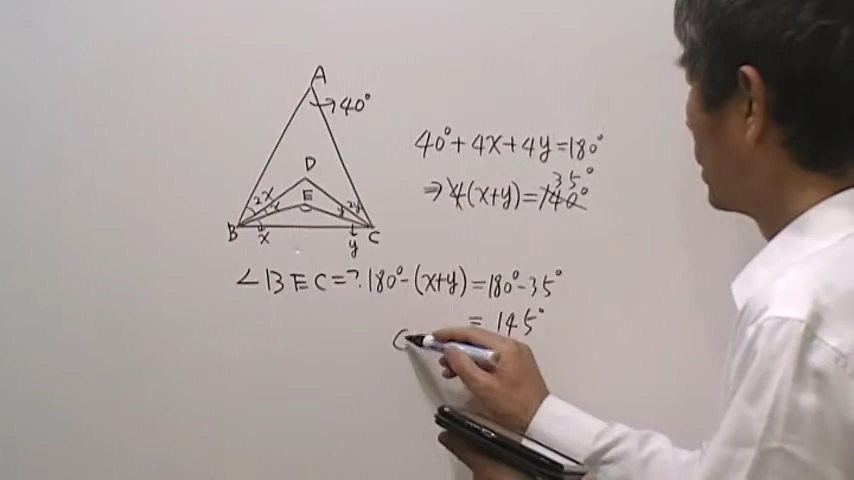 A
40°
D
2x
E
x
y
2y
B
x
y
C
40°+4x+4y=180°
35°
⇒4(x+y)=140°
∠BEC=?.180°-(x+y)=180°-35°
=145°